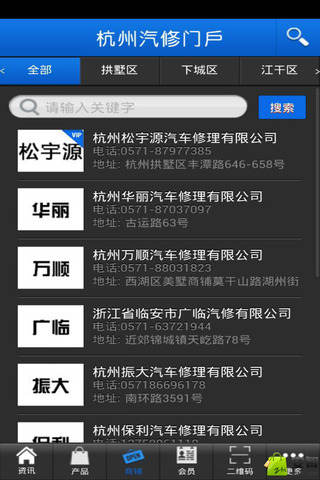 杭州汽修门户
全部 拱墅区 下城区 江干区
请输入关键字 搜索
松宇源 VIP
杭州松宇源汽车修理有限公司
电话:0571-87977385
地址: 杭州拱墅区丰潭路646-658号
华丽
杭州华丽汽车修理有限公司
电话:0571-87037097
地址: 古运路63号
万顺
杭州万顺汽车修理有限公司
电话:0571-88031823
地址: 西湖区美墅商铺莫干山路湖州街
广临
浙江省临安市广临汽修有限公司
电话:0571-63721944
地址: 近郊锦城镇天屹路78号
振大
杭州振大汽车修理有限公司
电话:057186696178
地址: 南环路3591号
保利
杭州保利汽车修理有限公司
资讯 产品 商铺 会员 二维码 更多